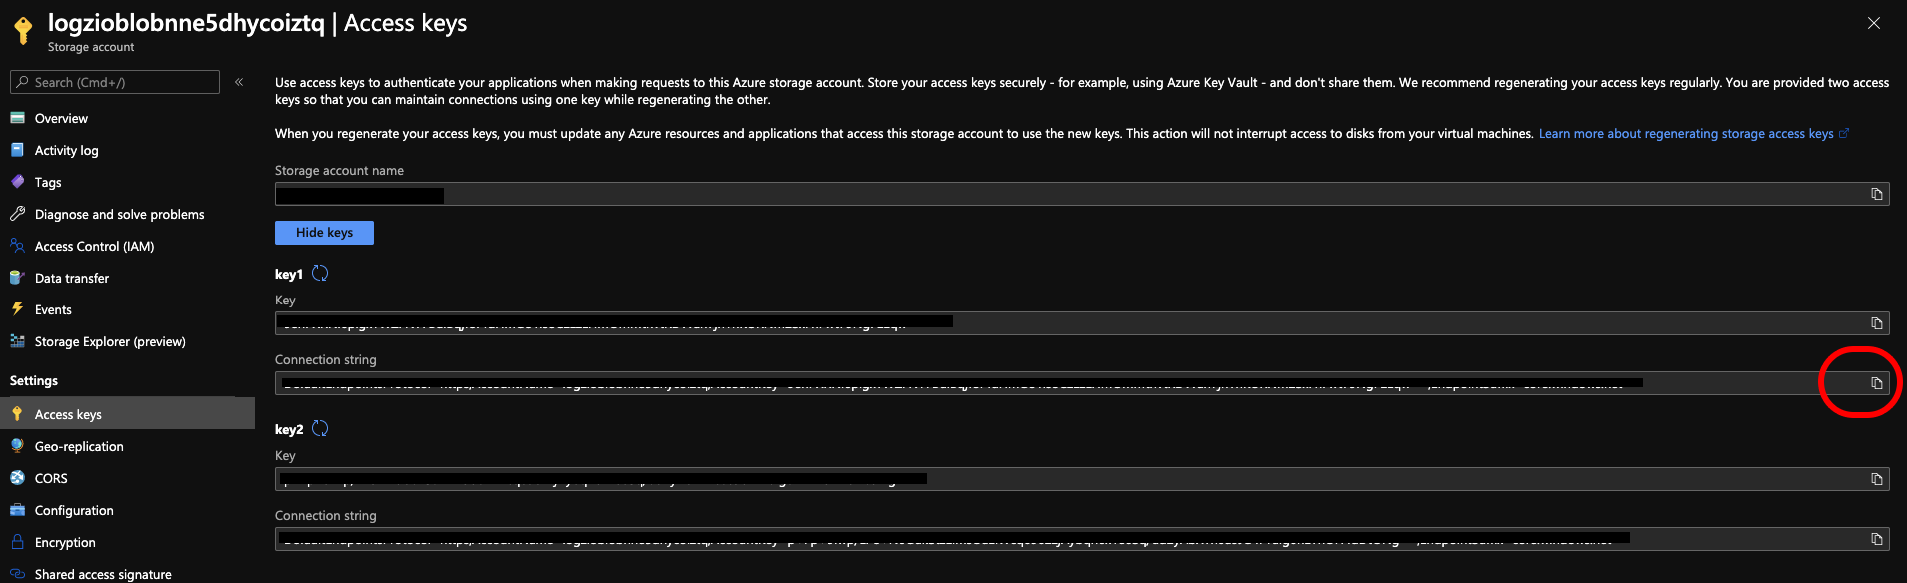 logzioblobnne5dhycoiztq | Access keys
Storage account
Search (Cmd+/)
«
Overview
Activity log
Tags
Diagnose and solve problems
Access Control (IAM)
Data transfer
Events
Storage Explorer (preview)
Settings
Access keys
Geo-replication
CORS
Configuration
Encryption
Shared access signature
Use access keys to authenticate your applications when making requests to this Azure storage account. Store your access keys securely - for example, using Azure Key Vault - and don't share them. We recommend regenerating your access keys regularly. You are provided two access
keys so that you can maintain connections using one key while regenerating the other.
When you regenerate your access keys, you must update any Azure resources and applications that access this storage account to use the new keys. This action will not interrupt access to disks from your virtual machines. Learn more about regenerating storage access keys
Storage account name
Hide keys
key1
Key
Connection string
key2
Key
Connection string